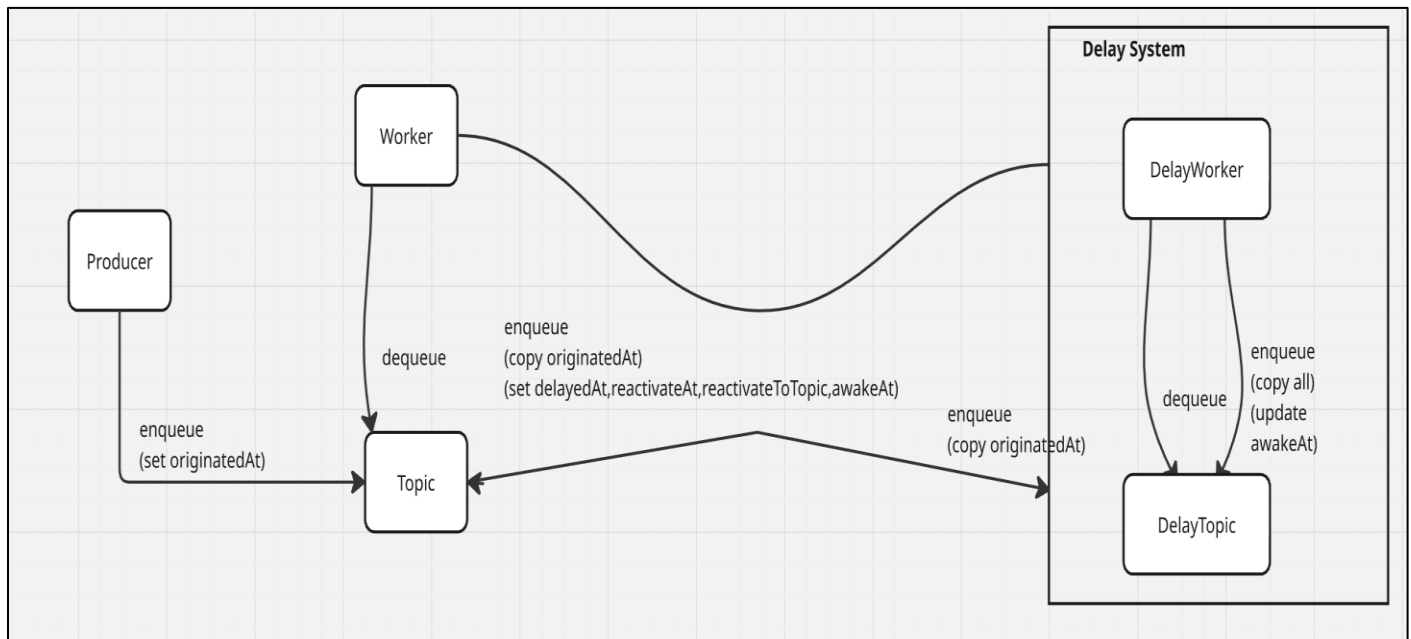 Delay System
Worker
DelayWorker
Producer
enqueue
(copy originatedAt)
(set delayedAt,reactivateAt,reactivateToTopic,awakeAt)
dequeue
enqueue
(copy all)
(update
awakeAt)
dequeue
enqueue
(copy originatedAt)
enqueue
(set originatedAt)
Topic
DelayTopic